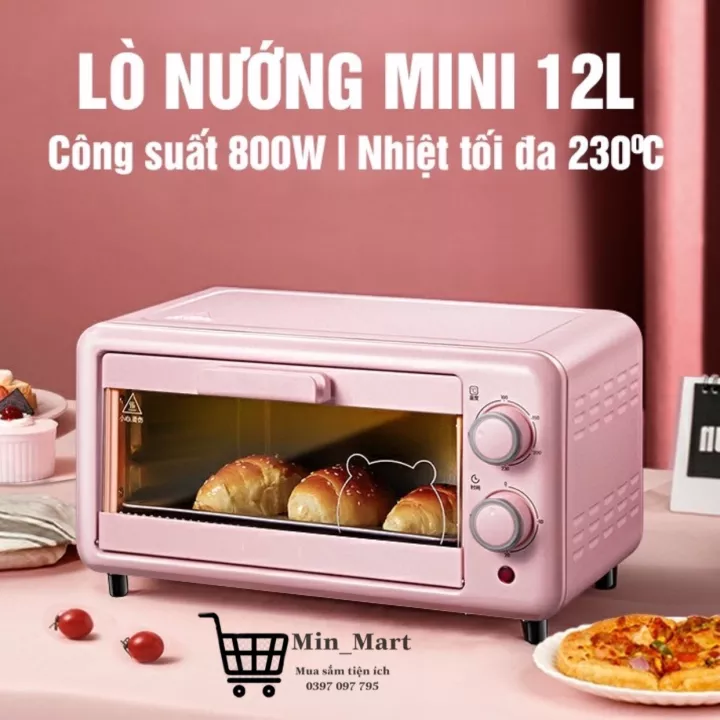 LÒ NƯỚNG MINI 12L
Công suất 800W | Nhiệt tối đa 230ºC
Min_Mart
Mua sắm tiện ích
0397 097 795